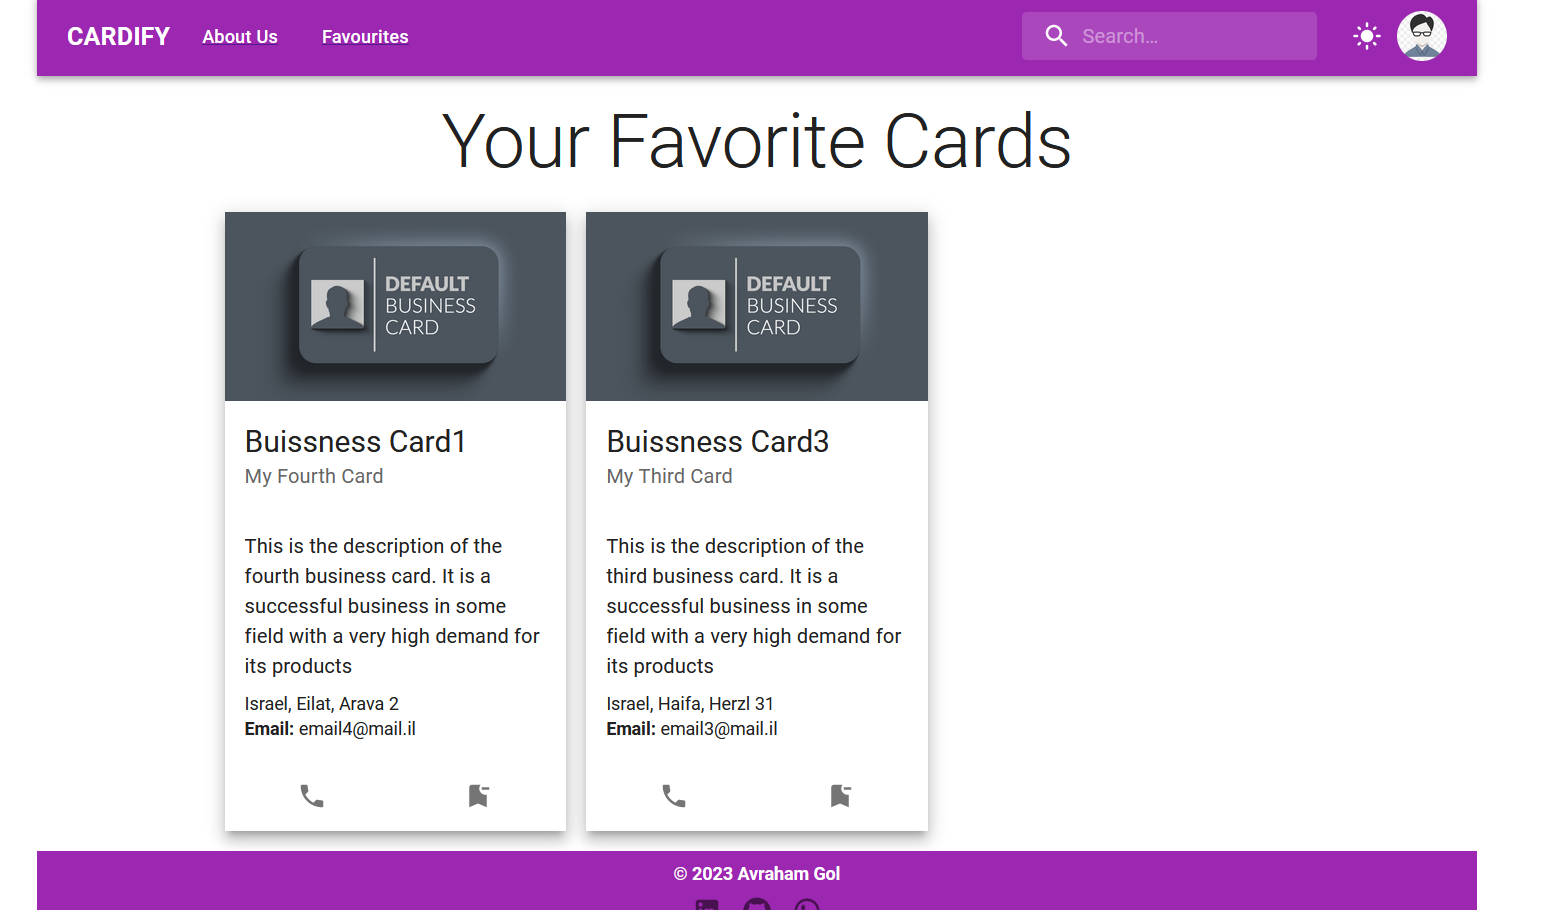 CARDIFY About Us Favourites Search...
Your Favorite Cards
DEFAULT
BUSINESS
CARD
Buissness Card1
My Fourth Card
This is the description of the
fourth business card. It is a
successful business in some
field with a very high demand for
its products
Israel, Eilat, Arava 2
Email: email4@mail.il
DEFAULT
BUSINESS
CARD
Buissness Card3
My Third Card
This is the description of the
third business card. It is a
successful business in some
field with a very high demand for
its products
Israel, Haifa, Herzl 31
Email: email3@mail.il
© 2023 Avraham Gol